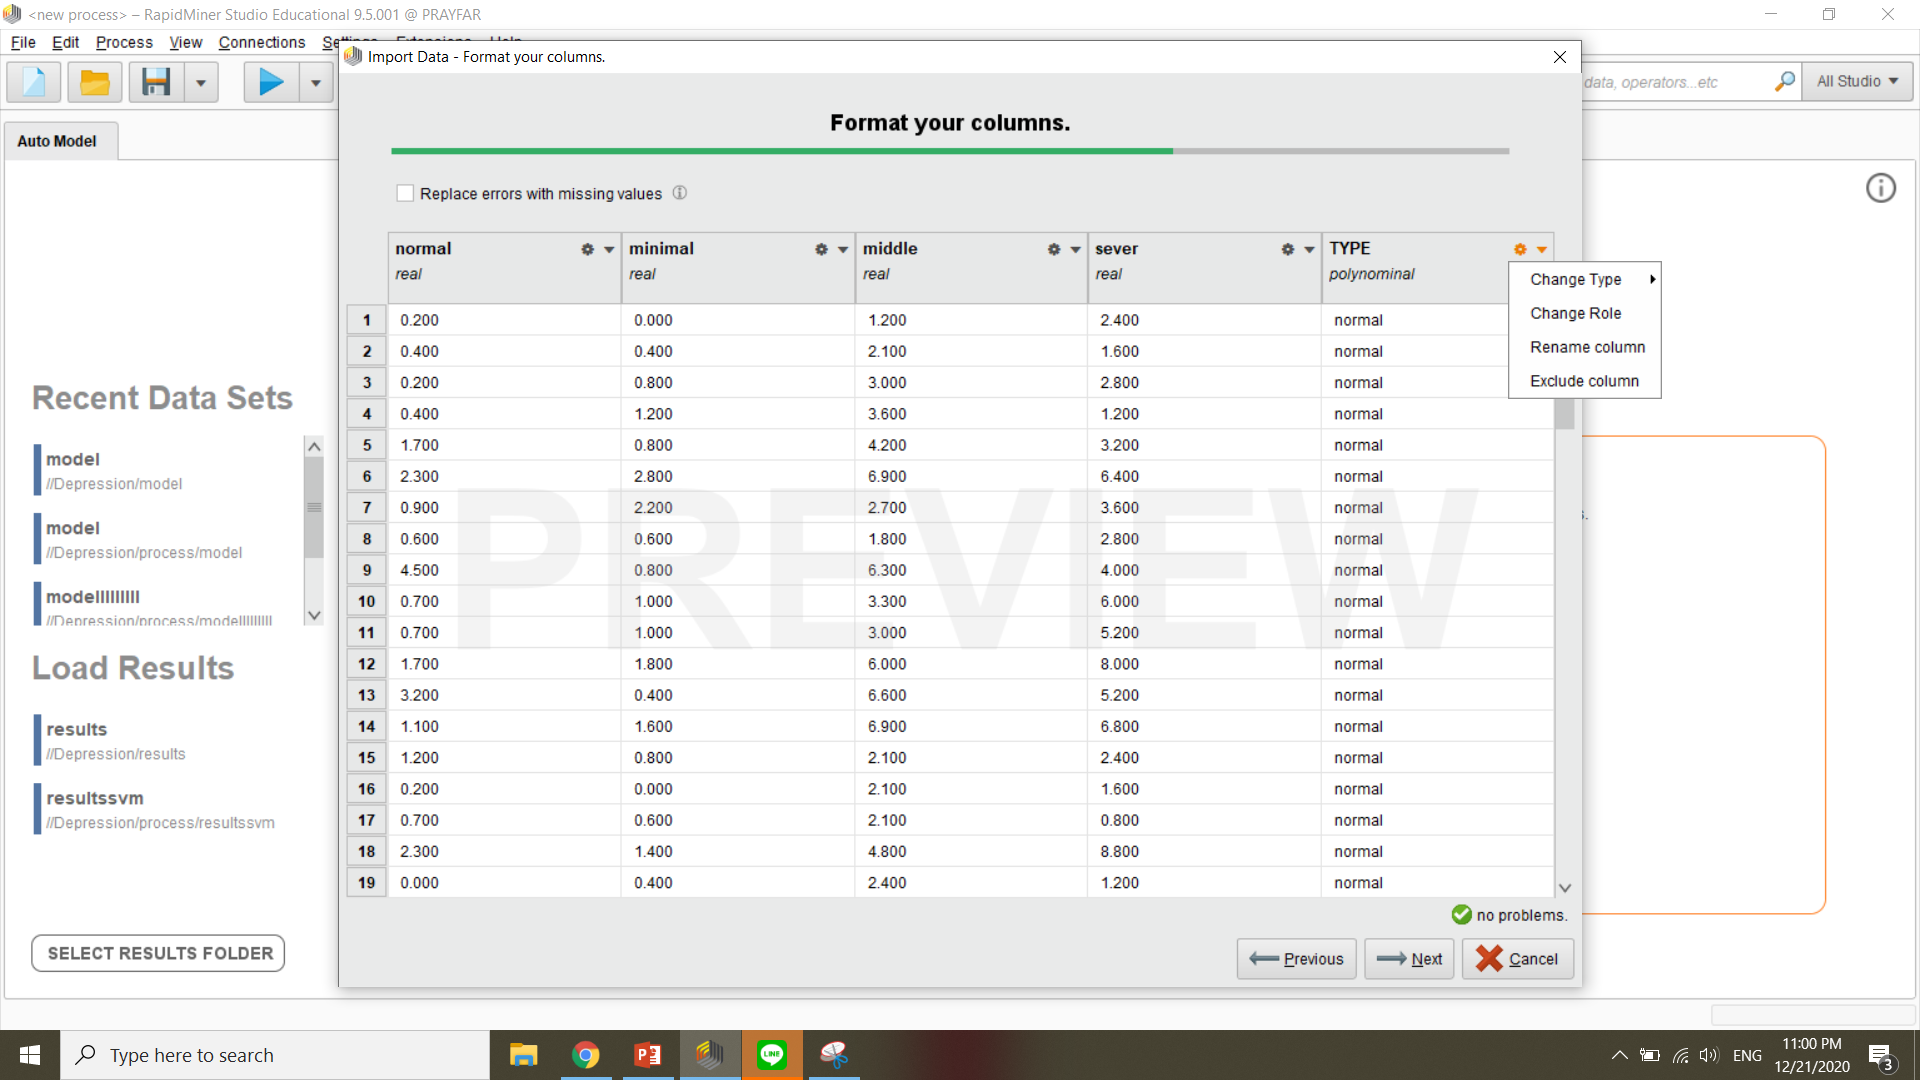 <new process> – RapidMiner Studio Educational 9.5.001 @ PRAYFAR
File Edit Process View Connections
Import Data - Format your columns.
data, operators...etc
All Studio
Auto Model
Format your columns.
Replace errors with missing values
normal minimal middle sever TYPE
real real real real polynominal
Change Type
Change Role
Rename column
Exclude column
1 0.200 0.000 1.200 2.400 normal
2 0.400 0.400 2.100 1.600 normal
3 0.200 0.800 3.000 2.800 normal
4 0.400 1.200 3.600 1.200 normal
5 1.700 0.800 4.200 3.200 normal
6 2.300 2.800 6.900 6.400 normal
7 0.900 2.200 2.700 3.600 normal
8 0.600 0.600 1.800 2.800 normal
9 4.500 0.800 6.300 4.000 normal
10 0.700 1.000 3.300 6.000 normal
11 0.700 1.000 3.000 5.200 normal
12 1.700 1.800 6.000 8.000 normal
13 3.200 0.400 6.600 5.200 normal
14 1.100 1.600 6.900 6.800 normal
15 1.200 0.800 2.100 2.400 normal
16 0.200 0.000 2.100 1.600 normal
17 0.700 0.600 2.100 0.800 normal
18 2.300 1.400 4.800 8.800 normal
19 0.000 0.400 2.400 1.200 normal
PREVIEW
Recent Data Sets
model
//Depression/model
model
//Depression/process/model
modelllllllll
//Depression/process/modelllllllll
Load Results
results
//Depression/results
resultssvm
//Depression/process/resultssvm
SELECT RESULTS FOLDER
s.
no problems.
Previous Next Cancel
Type here to search
LINE
ENG
11:00 PM
12/21/2020
3